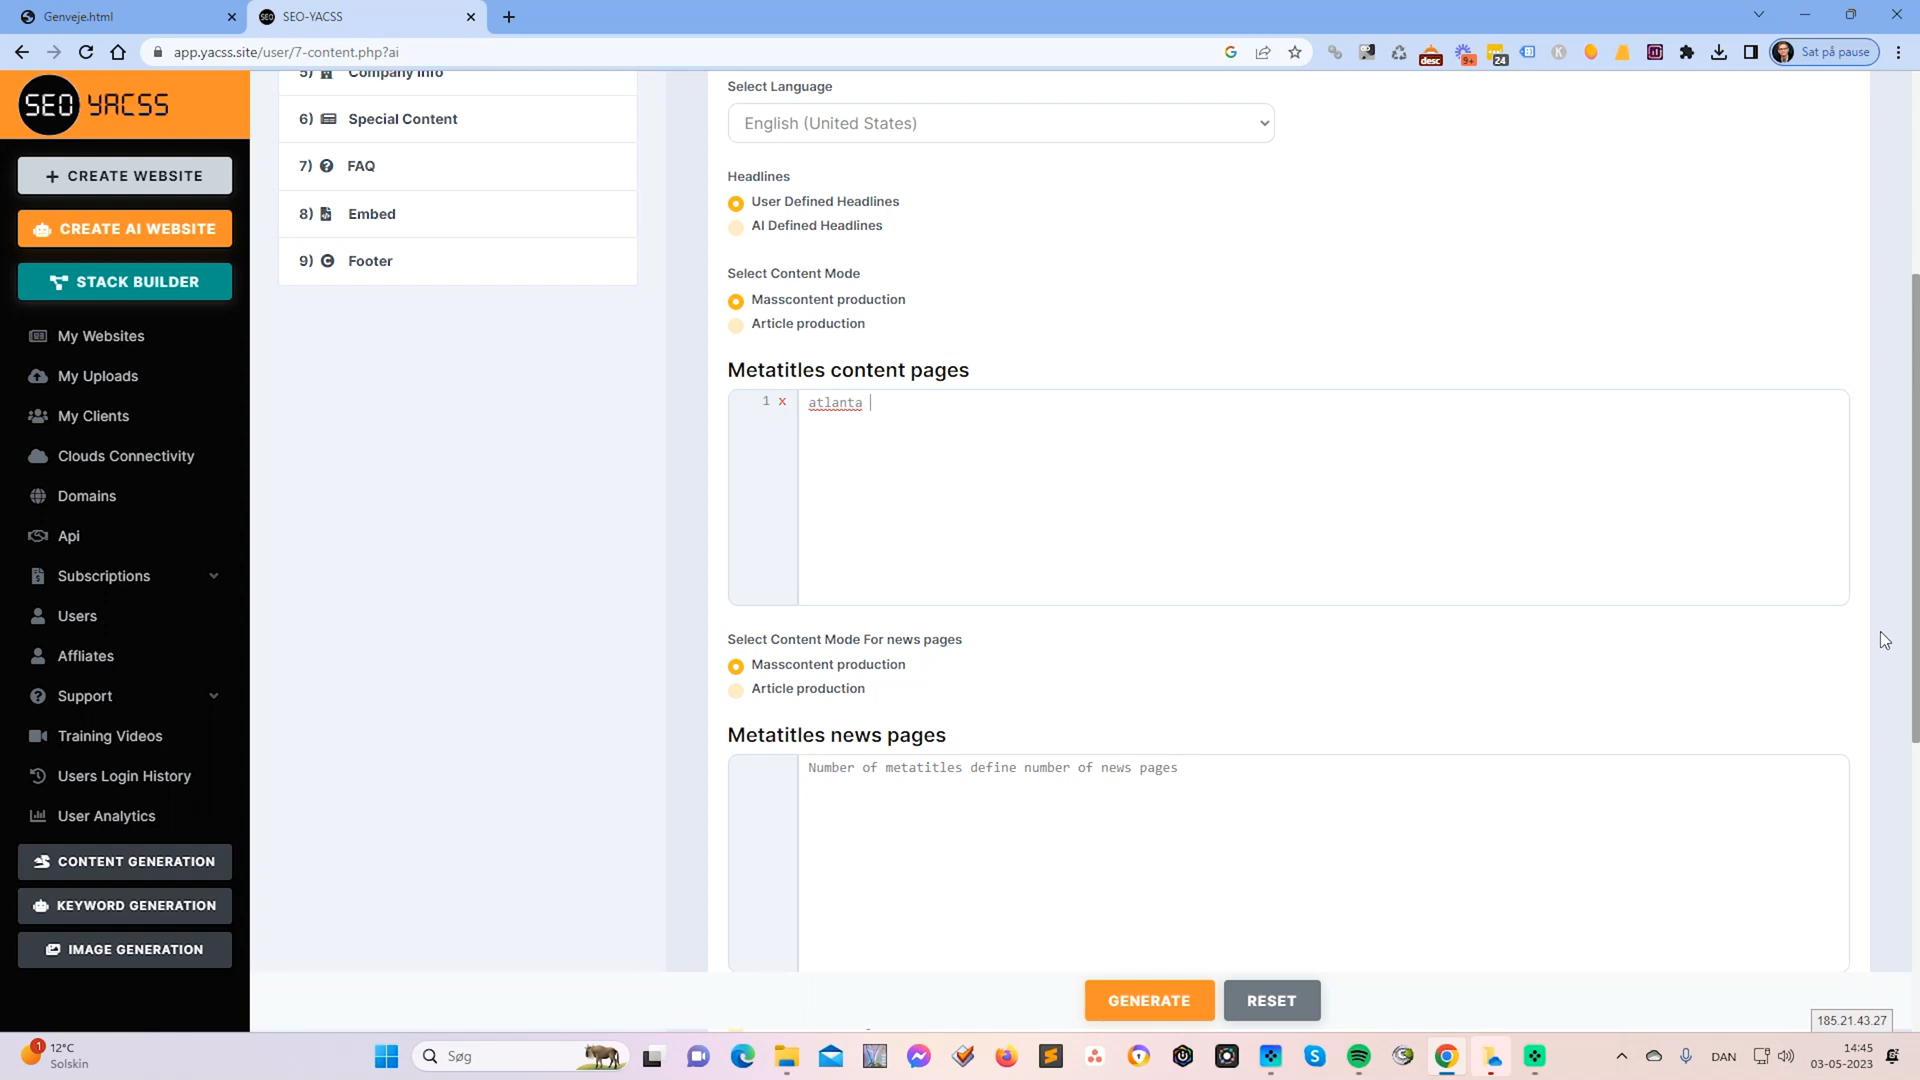 Genveje.html
SEO-YACSS
app.yacss.site/user/7-content.php?ai
desc
9+
24
Sat på pause
SEO YACSS
CREATE WEBSITE
CREATE AI WEBSITE
STACK BUILDER
My Websites
My Uploads
My Clients
Clouds Connectivity
Domains
Api
Subscriptions
Users
Affliates
Support
Training Videos
Users Login History
User Analytics
CONTENT GENERATION
KEYWORD GENERATION
IMAGE GENERATION
5) Company Info
6) Special Content
7) FAQ
8) Embed
9) Footer
Select Language
English (United States)
Headlines
User Defined Headlines
AI Defined Headlines
Select Content Mode
Masscontent production
Article production
Metatitles content pages
1 x atlanta
Select Content Mode For news pages
Masscontent production
Article production
Metatitles news pages
Number of metatitles define number of news pages
GENERATE
RESET
185.21.43.27
1
12°C
Solskin
Søg
DAN
14:45
03-05-2023